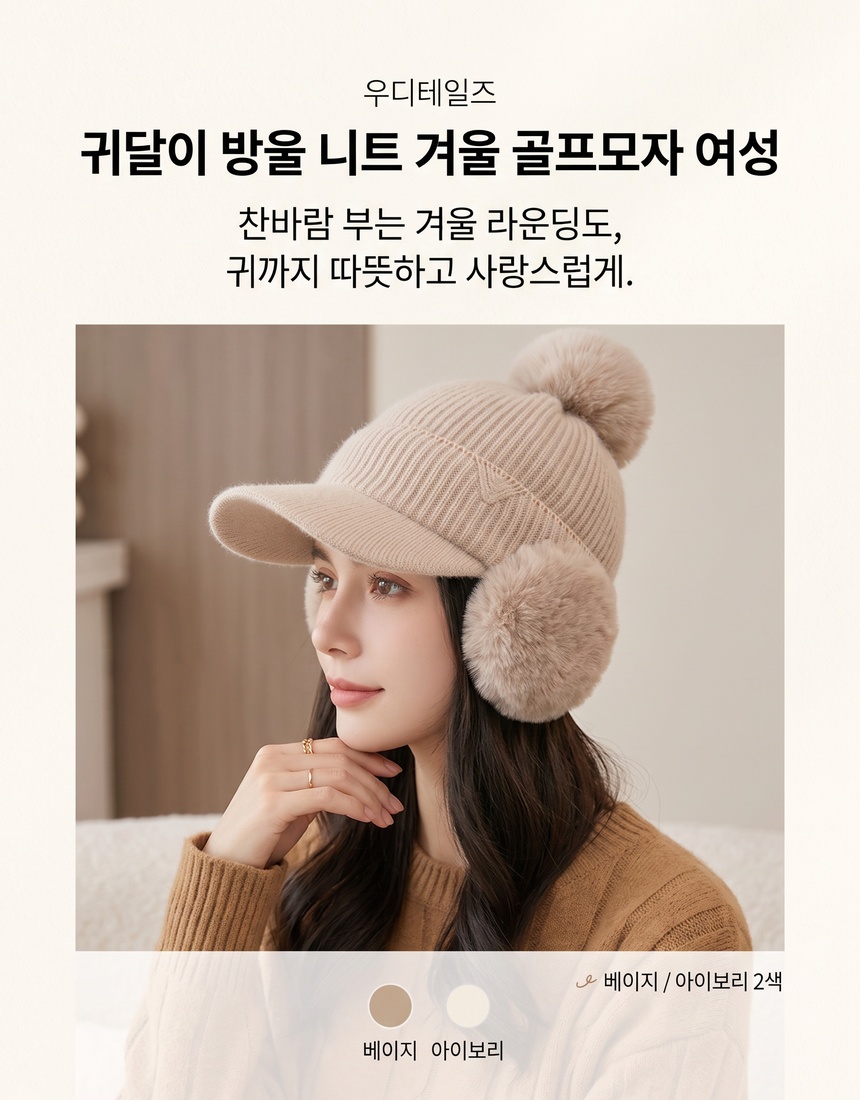 우디테일즈
귀달이 방울 니트 겨울 골프모자 여성
찬바람 부는 겨울 라운딩도,
귀까지 따뜻하고 사랑스럽게.
베이지 / 아이보리 2색
베이지 아이보리